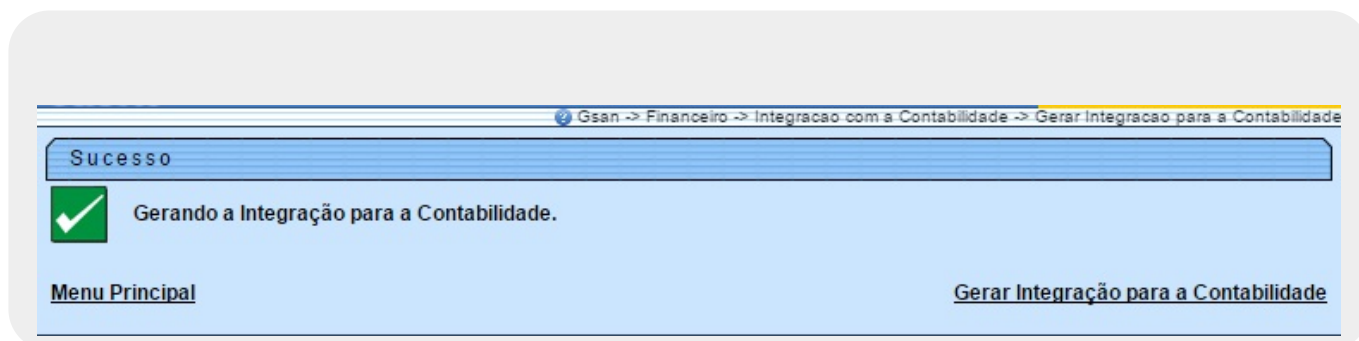 Gsan -> Financeiro -> Integracao com a Contabilidade -> Gerar Integracao para a Contabilidade
Sucesso
Gerando a Integração para a Contabilidade.
Menu Principal
Gerar Integração para a Contabilidade